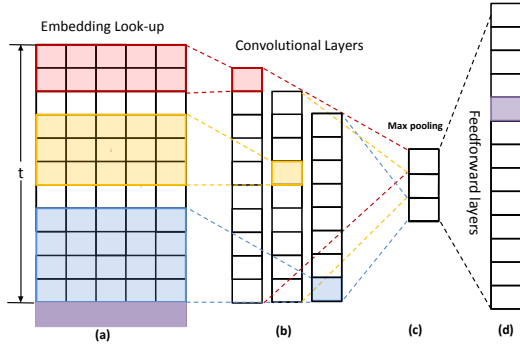 Embedding Look-up
Convolutional Layers
Max pooling
Feedforward layers
t
(a)
(b)
(c)
(d)